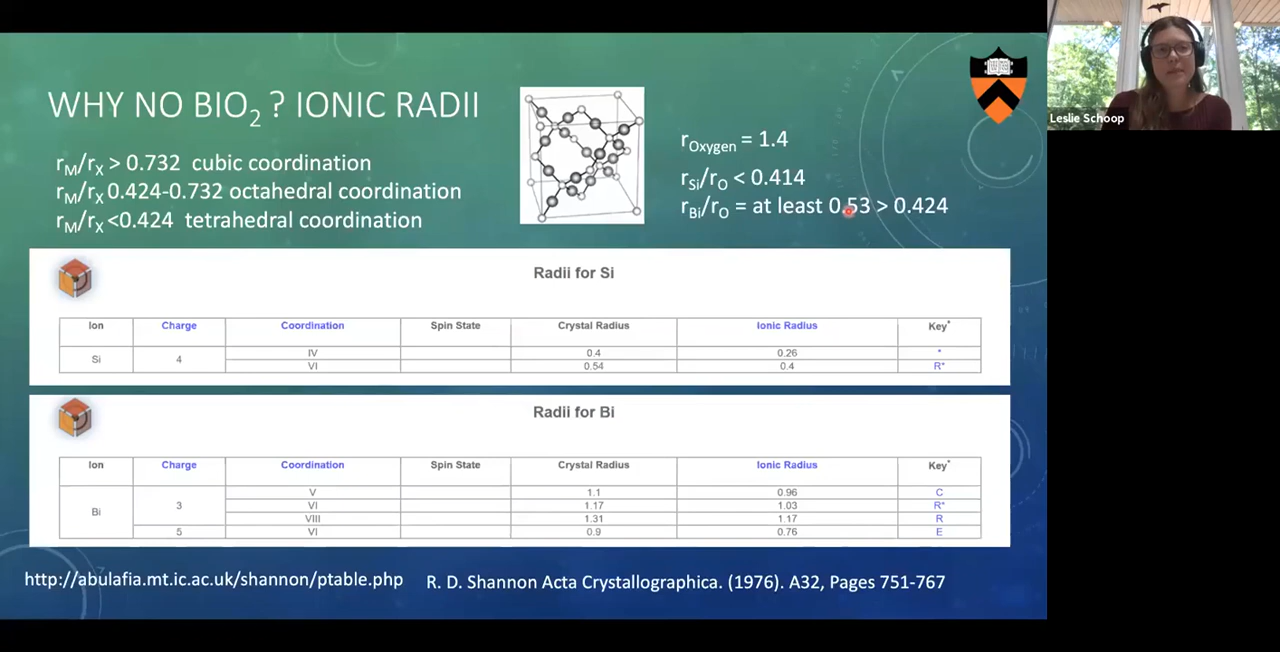 Leslie Schoop
WHY NO BIO2 ? IONIC RADII
rM/rX > 0.732 cubic coordination
rM/rX 0.424-0.732 octahedral coordination
rM/rX <0.424 tetrahedral coordination
rOxygen = 1.4
rSi/rO < 0.414
rBi/rO = at least 0.53 > 0.424
Radii for Si
Ion Charge Coordination Spin State Crystal Radius Ionic Radius Key*
Si 4 IV 0.4 0.26 *
VI 0.54 0.4 R*
Radii for Bi
Ion Charge Coordination Spin State Crystal Radius Ionic Radius Key*
Bi 3 V 1.1 0.96 C
VI 1.17 1.03 R*
VIII 1.31 1.17 R
5 VI 0.9 0.76 E
http://abulafia.mt.ic.ac.uk/shannon/ptable.php R. D. Shannon Acta Crystallographica. (1976). A32, Pages 751-767